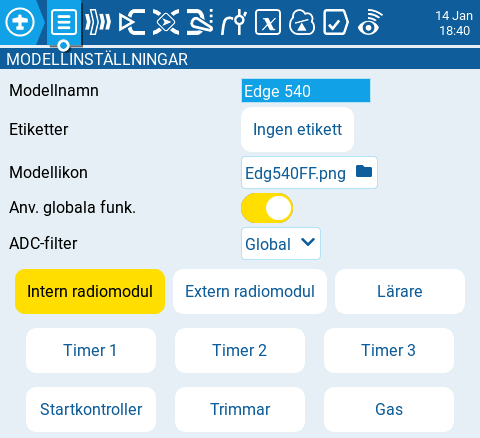 14 Jan
18:40
MODELLINSTÄLLNINGAR
Modellnamn Edge 540
Etiketter Ingen etikett
Modellikon Edg540FF.png
Anv. globala funk.
ADC-filter Global
Intern radiomodul Extern radiomodul Lärare
Timer 1 Timer 2 Timer 3
Startkontroller Trimmar Gas